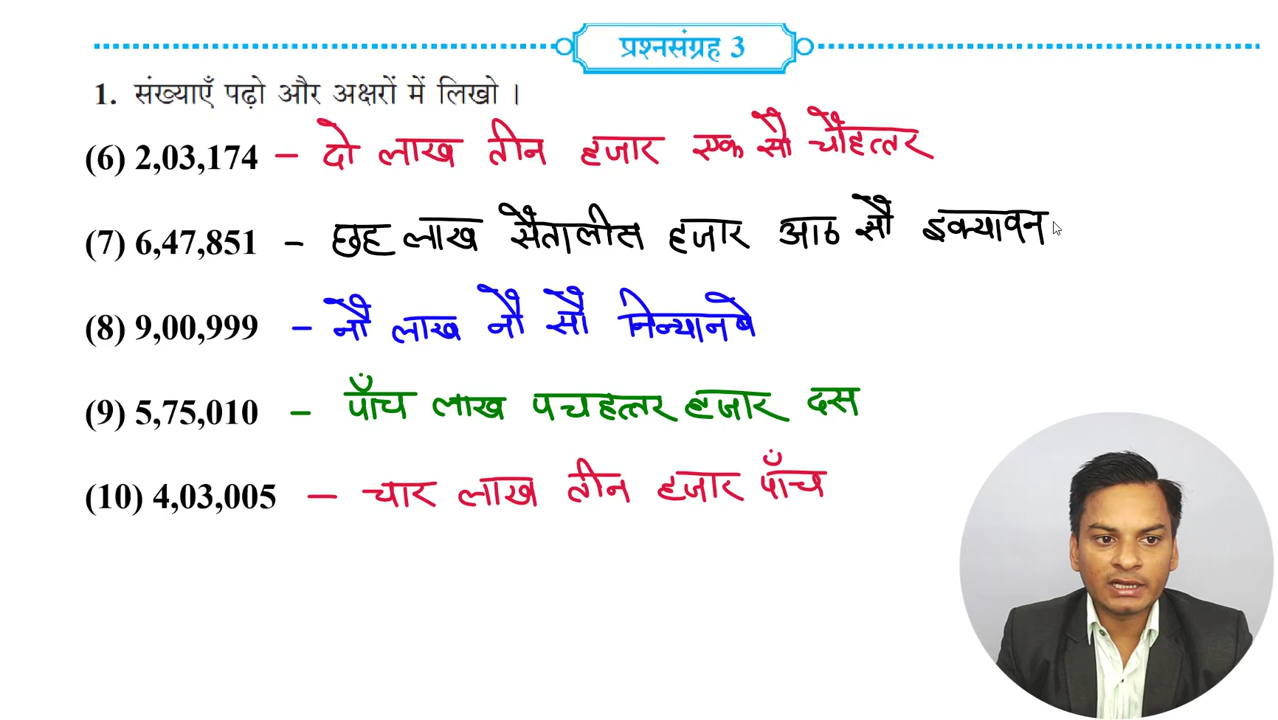 प्रश्नसंग्रह 3
1. संख्याएँ पढ़ो और अक्षरों में लिखो ।
(6) 2,03,174 – दो लाख तीन हजार एक सौ चौहत्तर
(7) 6,47,851 – छह लाख सैंतालीस हजार आठ सौ इक्यावन
(8) 9,00,999 – नौ लाख नौ सौ निन्यानबे
(9) 5,75,010 – पाँच लाख पचहत्तर हजार दस
(10) 4,03,005 – चार लाख तीन हजार पाँच